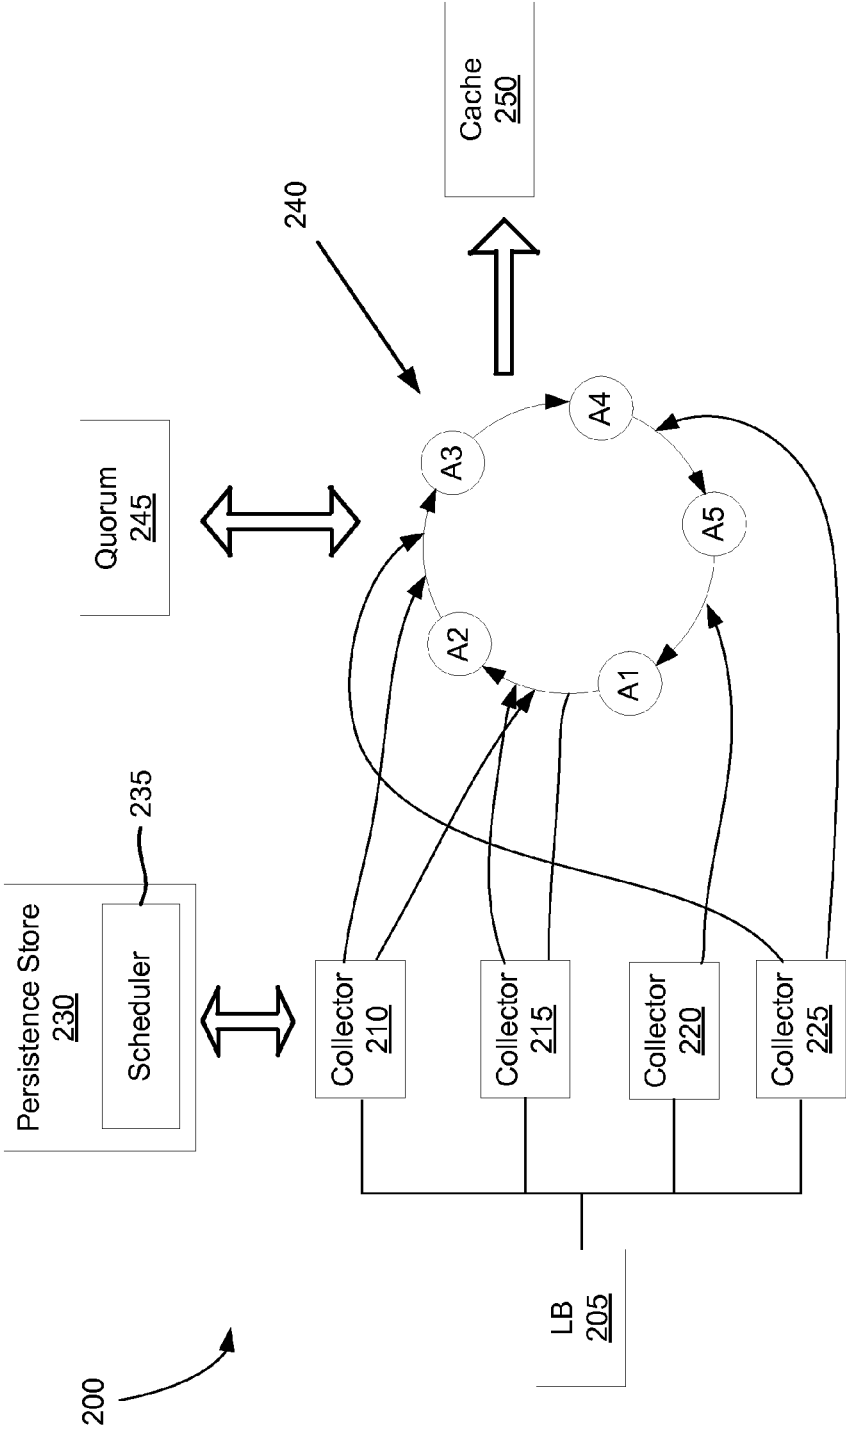 200
LB
205
Persistence Store
230
Scheduler
235
Collector
210
Collector
215
Collector
220
Collector
225
Quorum
245
240
A1
A2
A3
A4
A5
Cache
250